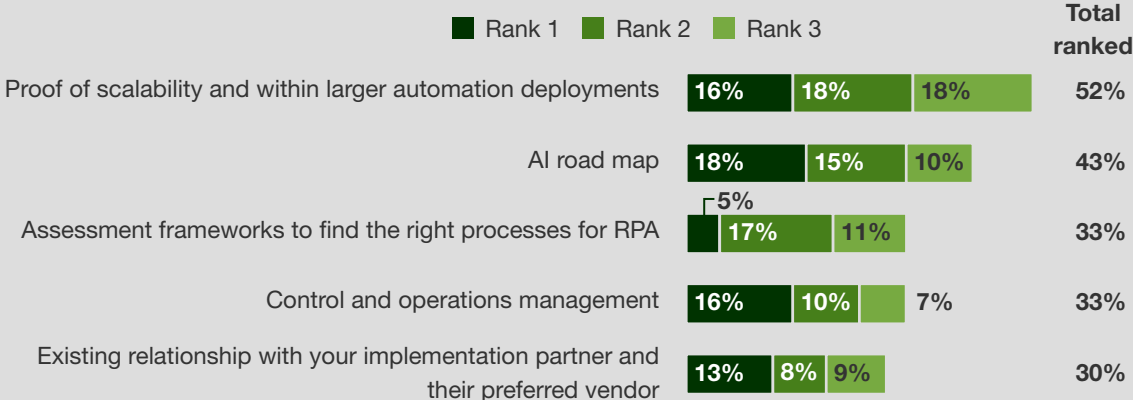 Rank 1 Rank 2 Rank 3
Total
ranked
Proof of scalability and within larger automation deployments 16% 18% 18% 52%
AI road map 18% 15% 10% 43%
5%
Assessment frameworks to find the right processes for RPA 17% 11% 33%
Control and operations management 16% 10% 7% 33%
Existing relationship with your implementation partner and
their preferred vendor 13% 8% 9% 30%